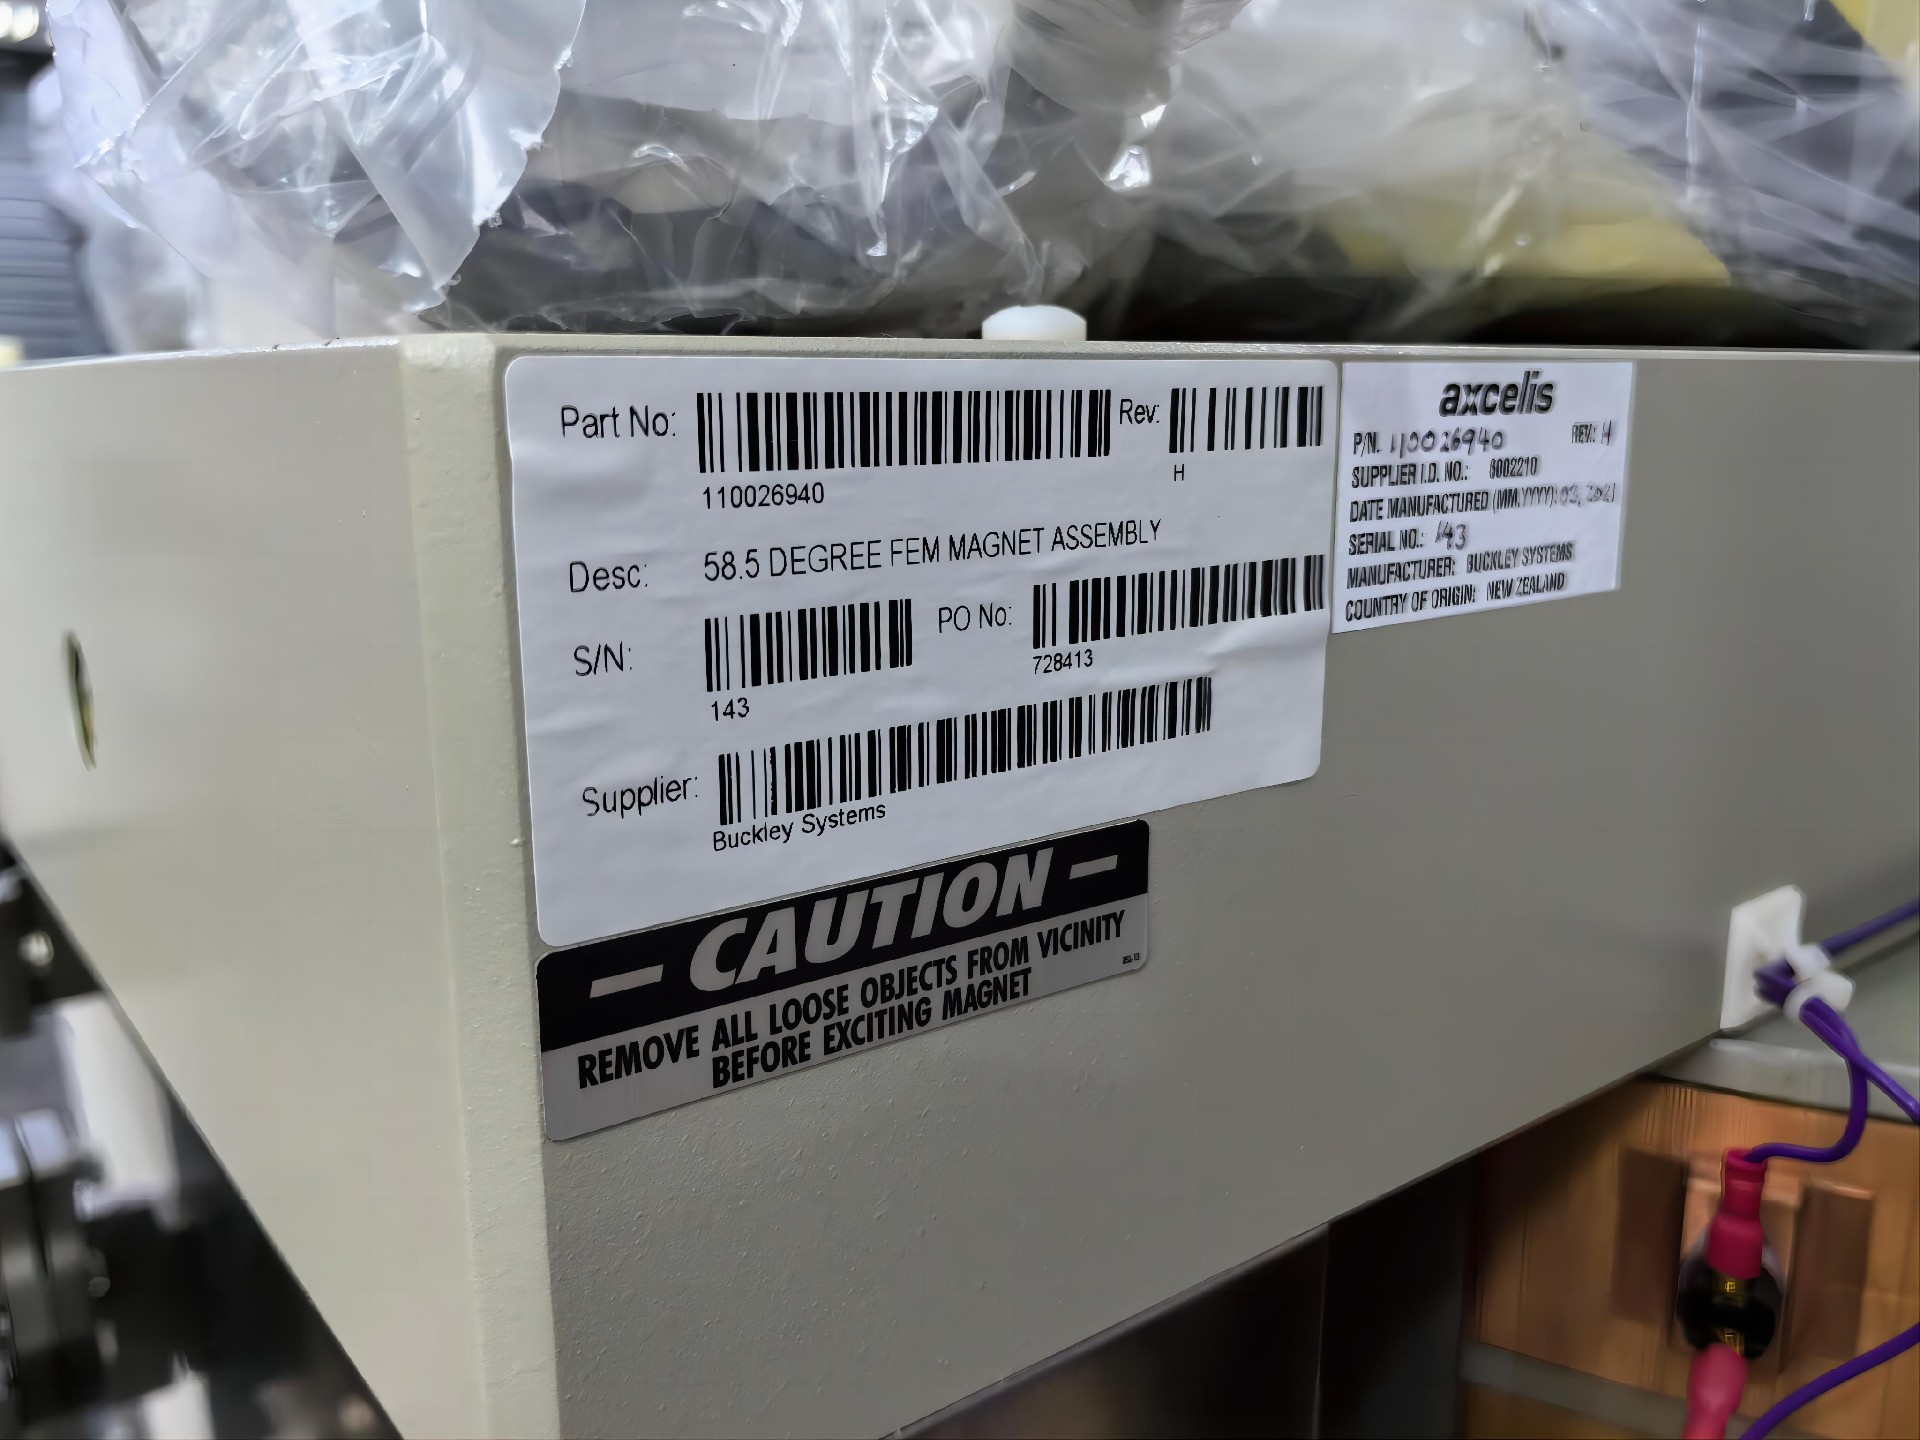 Part No:
110026940
Rev:
H
Desc: 58.5 DEGREE FEM MAGNET ASSEMBLY
S/N:
143
PO No:
728413
Supplier:
Buckley Systems
– CAUTION –
REMOVE ALL LOOSE OBJECTS FROM VICINITY
BEFORE EXCITING MAGNET
axcelis
P/N. 110026940 REV: H
SUPPLIER I.D. NO.: 6002210
DATE MANUFACTURED (MM.YYYY): 03, 2021
SERIAL NO.: 143
MANUFACTURER: BUCKLEY SYSTEMS
COUNTRY OF ORIGIN: NEW ZEALAND